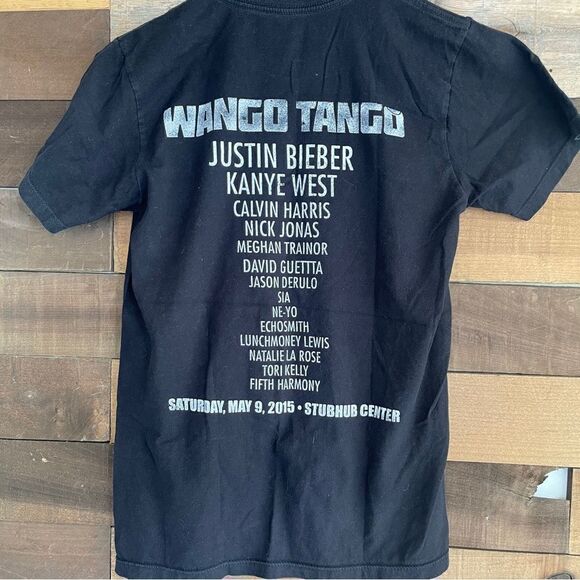 WANGO TANGO
JUSTIN BIEBER
KANYE WEST
CALVIN HARRIS
NICK JONAS
MEGHAN TRAINOR
DAVID GUETTTA
JASON DERULO
SIA
NE-YO
ECHOSMITH
LUNCHMONEY LEWIS
NATALIE LA ROSE
TORI KELLY
FIFTH HARMONY
SATURDAY, MAY 9, 2015 • STUBHUB CENTER